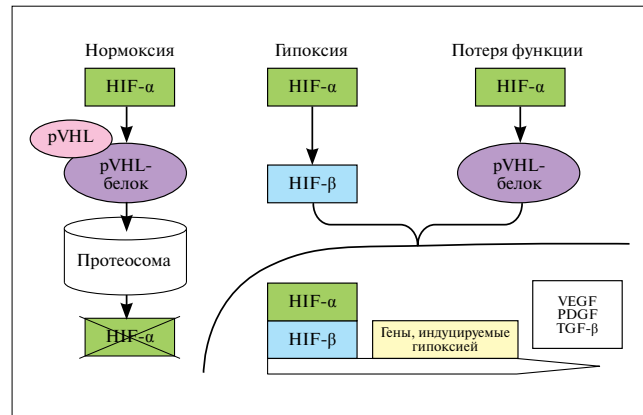 Нормоксия
HIF-α
pVHL
pVHL-
белок
Протеосома
HIF-α
Гипоксия
HIF-α
HIF-β
Потеря функции
HIF-α
pVHL-
белок
HIF-α
HIF-β
Гены, индуцируемые
гипоксией
VEGF
PDGF
TGF-β